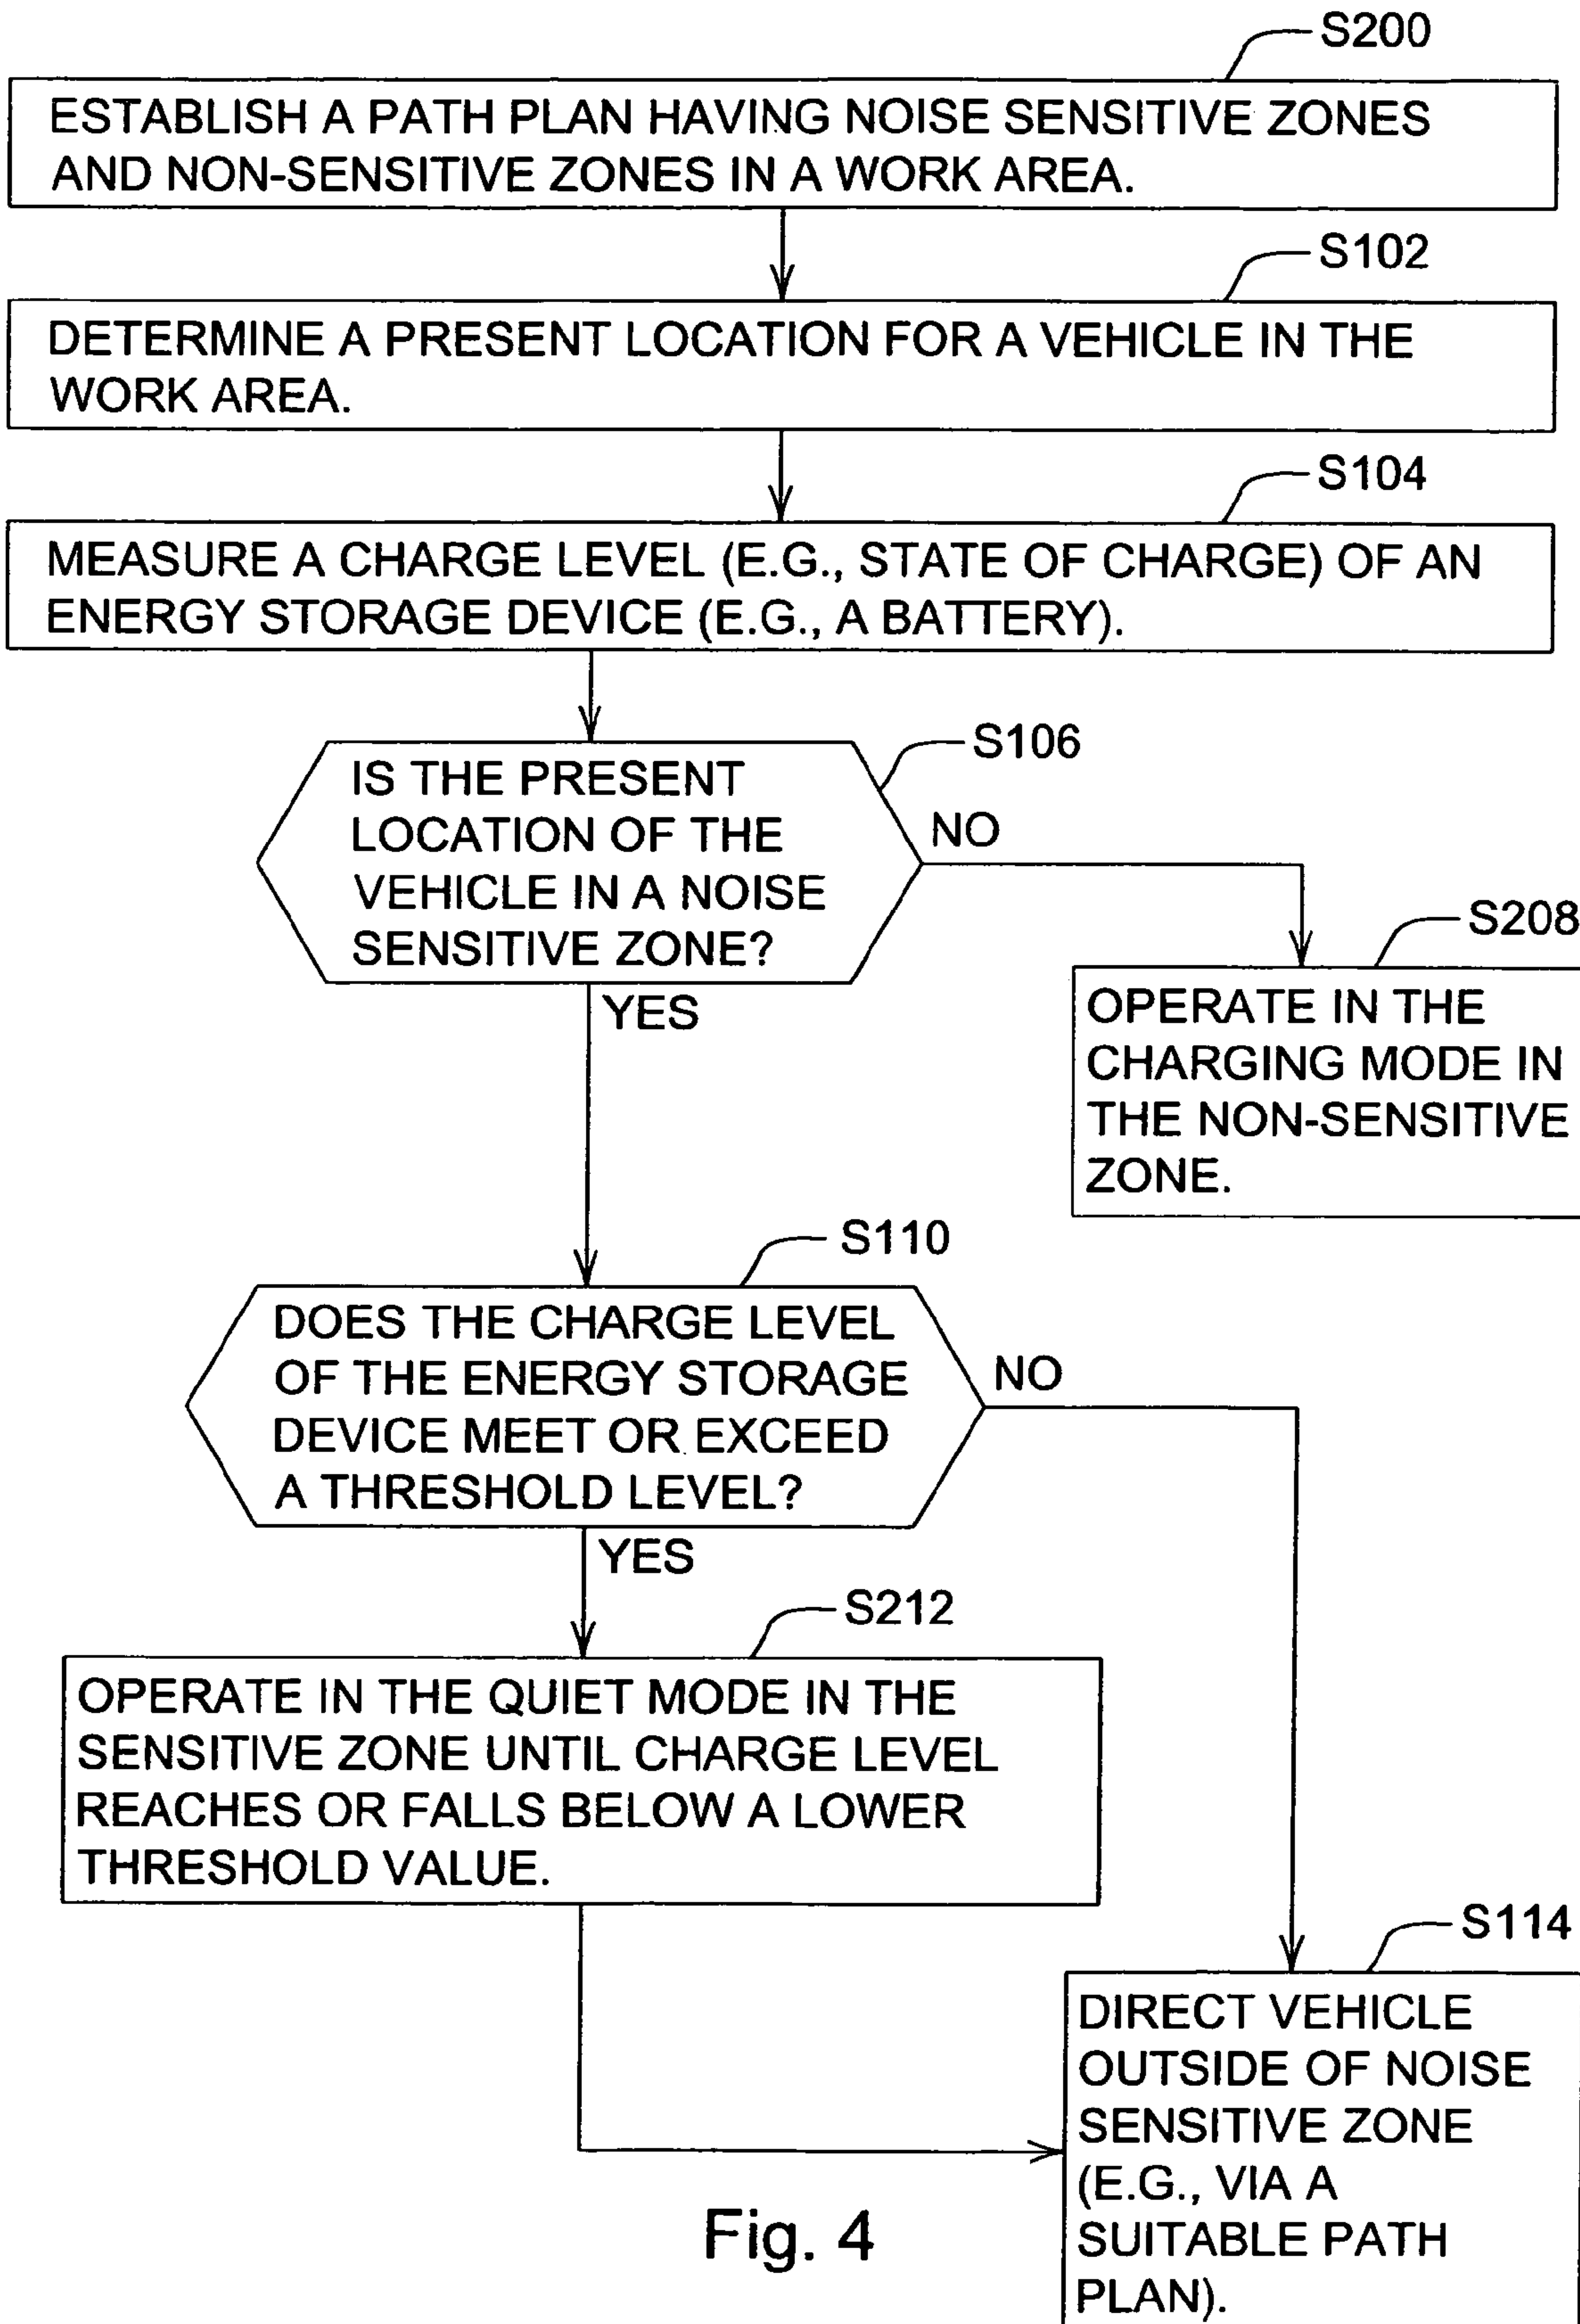 S200
ESTABLISH A PATH PLAN HAVING NOISE SENSITIVE ZONES
AND NON-SENSITIVE ZONES IN A WORK AREA.
S102
DETERMINE A PRESENT LOCATION FOR A VEHICLE IN THE
WORK AREA.
S104
MEASURE A CHARGE LEVEL (E.G., STATE OF CHARGE) OF AN
ENERGY STORAGE DEVICE (E.G., A BATTERY).
S106
IS THE PRESENT
LOCATION OF THE
VEHICLE IN A NOISE
SENSITIVE ZONE?
NO
YES
S208
OPERATE IN THE
CHARGING MODE IN
THE NON-SENSITIVE
ZONE.
S110
DOES THE CHARGE LEVEL
OF THE ENERGY STORAGE
DEVICE MEET OR EXCEED
A THRESHOLD LEVEL?
NO
YES
S212
OPERATE IN THE QUIET MODE IN THE
SENSITIVE ZONE UNTIL CHARGE LEVEL
REACHES OR FALLS BELOW A LOWER
THRESHOLD VALUE.
S114
DIRECT VEHICLE
OUTSIDE OF NOISE
SENSITIVE ZONE
(E.G., VIA A
SUITABLE PATH
PLAN).
Fig. 4